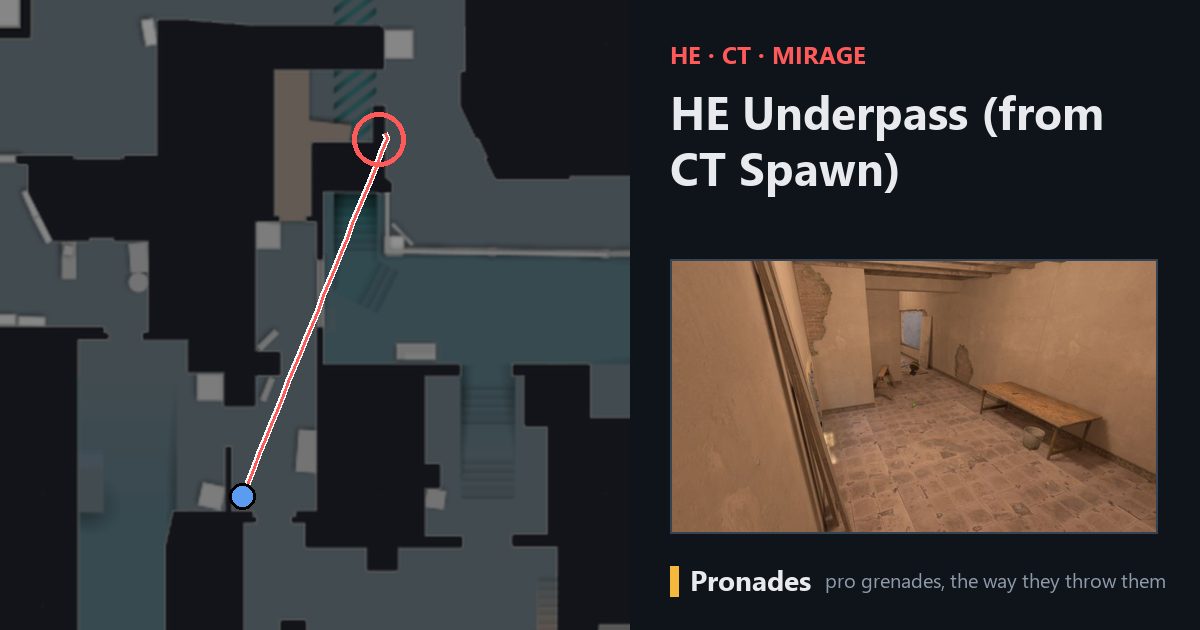 HE · CT · MIRAGE
HE Underpass (from
CT Spawn)
Pronades pro grenades, the way they throw them